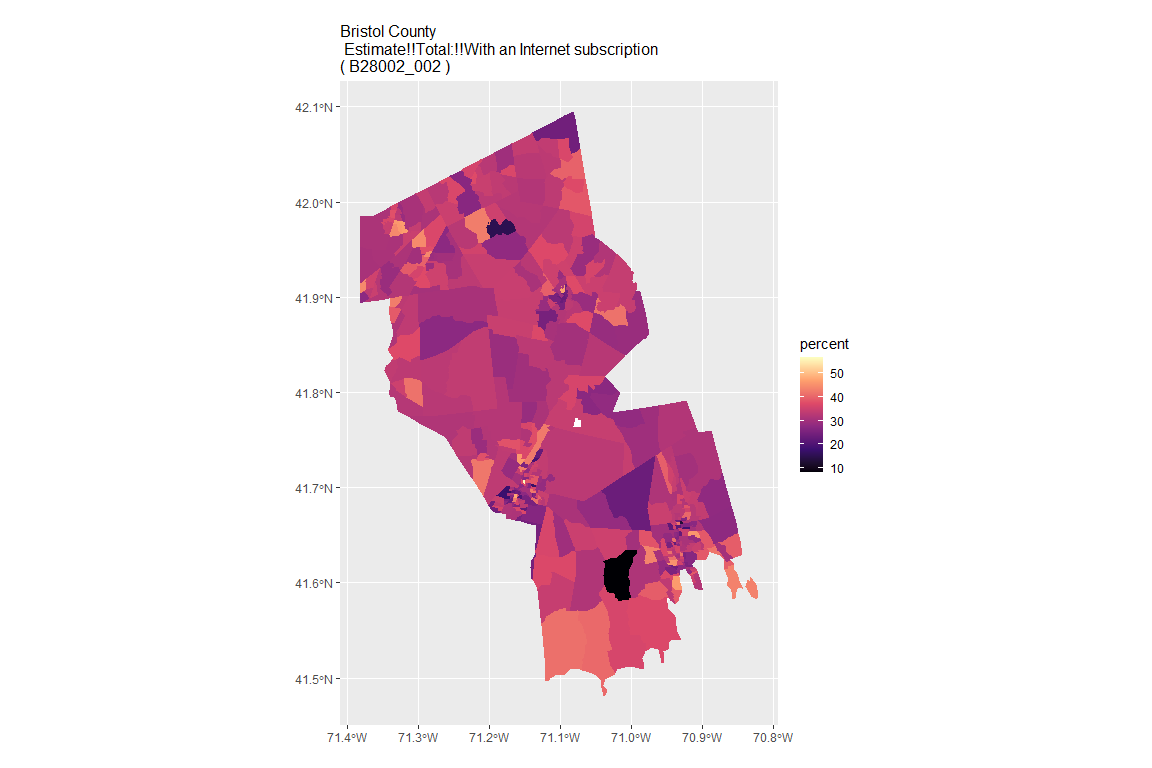 Bristol County
Estimate!!Total:!!With an Internet subscription
( B28002_002 )
42.1°N
42.0°N
41.9°N
41.8°N
41.7°N
41.6°N
41.5°N
71.4°W 71.3°W 71.2°W 71.1°W 71.0°W 70.9°W 70.8°W
percent
50
40
30
20
10